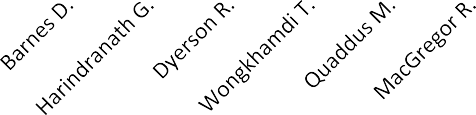 Barnes D.
Harindranath G.
Dyerson R.
Wongkhamdi T.
Quaddus M.
MacGregor R.